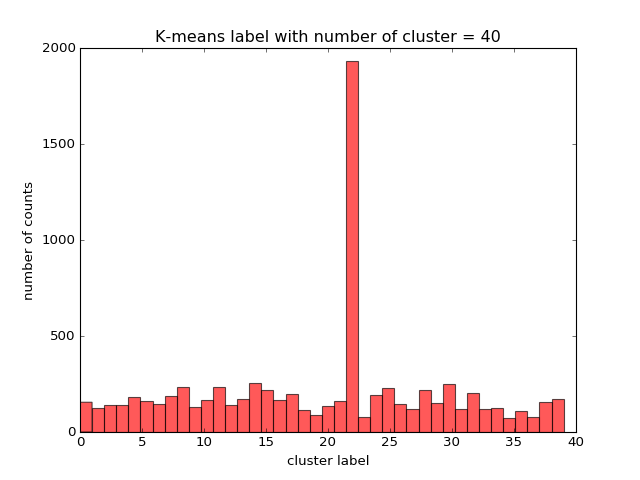 K-means label with number of cluster = 40
2000
1500
1000
500
0
number of counts
0 5 10 15 20 25 30 35 40
cluster label